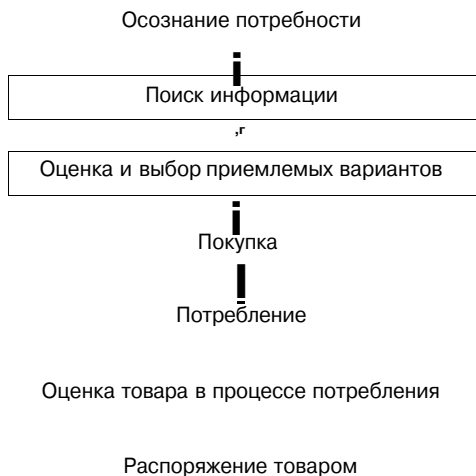 Осознание потребности
i
Поиск информации
,г
Оценка и выбор приемлемых вариантов
i
Покупка
!
Потребление
Оценка товара в процессе потребления
Распоряжение товаром